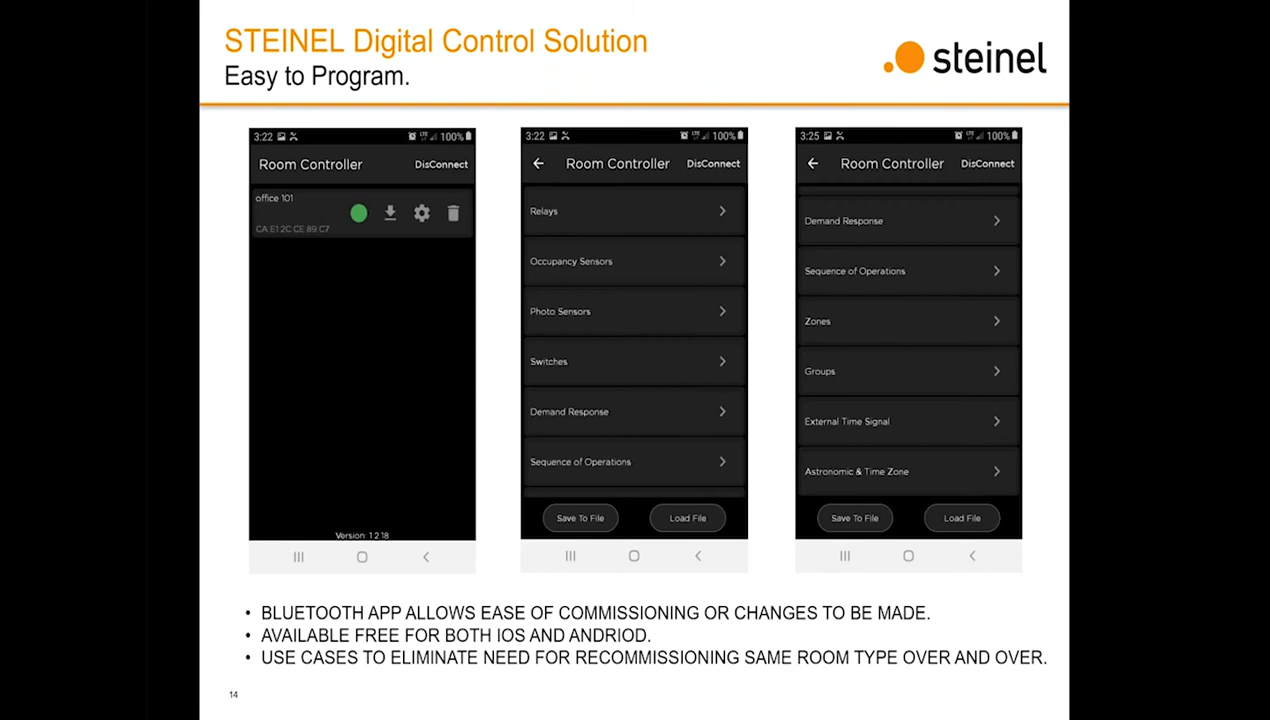 STEINEL Digital Control Solution
Easy to Program.
steinel
3:22
100%
Room Controller
DisConnect
office 101
CA E1 2C CE 89 C7
Version: 1.2.18
3:22
LTE
100%
Room Controller
DisConnect
Relays
Occupancy Sensors
Photo Sensors
Switches
Demand Response
Sequence of Operations
Save To File
Load File
3:25
LTE
100%
Room Controller
DisConnect
Demand Response
Sequence of Operations
Zones
Groups
External Time Signal
Astronomic & Time Zone
Save To File
Load File
• BLUETOOTH APP ALLOWS EASE OF COMMISSIONING OR CHANGES TO BE MADE.
• AVAILABLE FREE FOR BOTH IOS AND ANDRIOD.
• USE CASES TO ELIMINATE NEED FOR RECOMMISSIONING SAME ROOM TYPE OVER AND OVER.
14